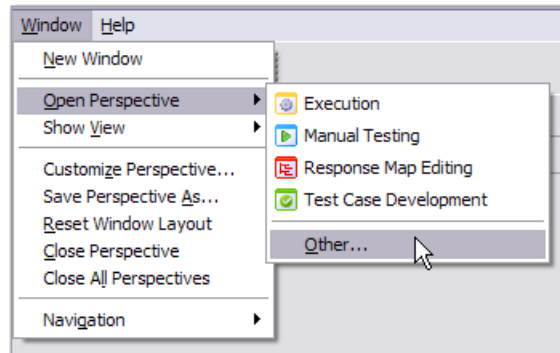 Window Help
New Window
Open Perspective
Show View
Customize Perspective...
Save Perspective As...
Reset Window Layout
Close Perspective
Close All Perspectives
Navigation
Execution
Manual Testing
Response Map Editing
Test Case Development
Other...